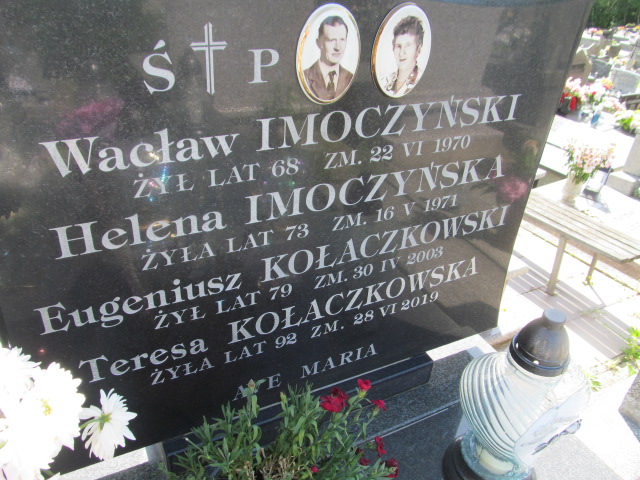 Ś P
Wacław IMOCZYŃSKI
ŻYŁ LAT 68 ZM. 22 VI 1970
Helena IMOCZYŃSKA
ŻYŁA LAT 73 ZM. 16 V 1971
Eugeniusz KOŁACZKOWSKI
ŻYŁ LAT 79 ZM. 30 IV 2003
Teresa KOŁACZKOWSKA
ŻYŁA LAT 92 ZM. 28 VI 2019
AVE MARIA